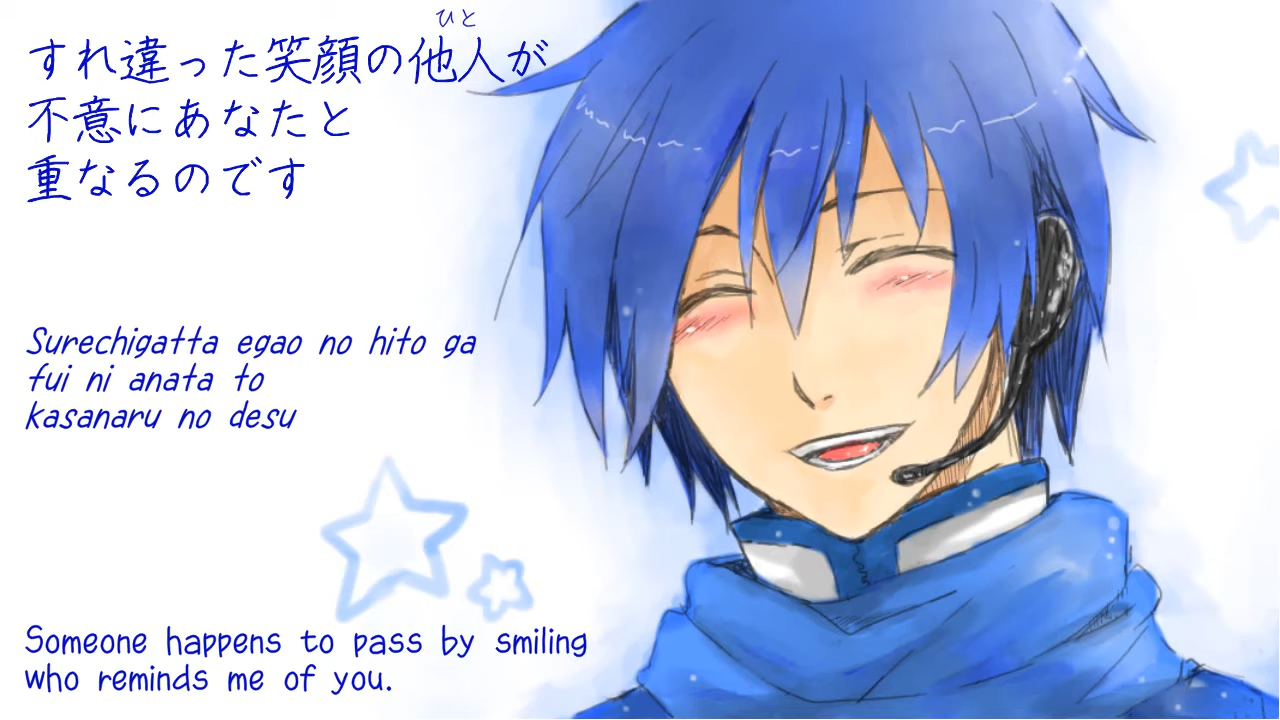 ひと
すれ違った笑顔の他人が
不意にあなたと
重なるのです
Surechigatta egao no hito ga
fui ni anata to
kasanaru no desu
Someone happens to pass by smiling
who reminds me of you.